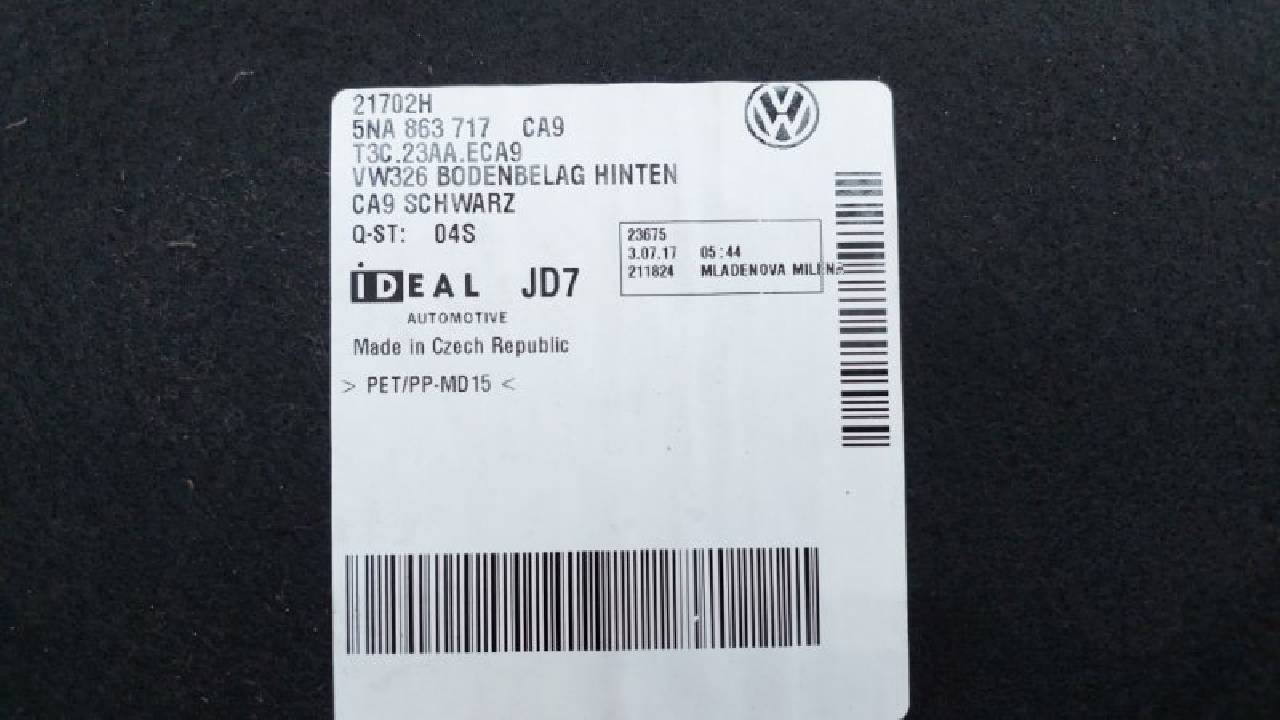 21702H
5NA 863 717 CA9
T3C.23AA.ECA9
VW326 BODENBELAG HINTEN
CA9 SCHWARZ
Q-ST: 04S
23675
3.07.17 05:44
211824 MLADENOVA
iDEAL JD7
AUTOMOTIVE
Made in Czech Republic
> PET/PP-MD15 <